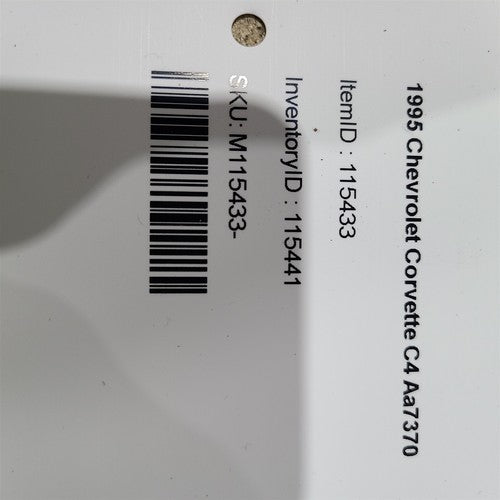 1995 Chevrolet Corvette C4 Aa7370
ItemID : 115433
InventoryID : 115441
SKU: M115433-